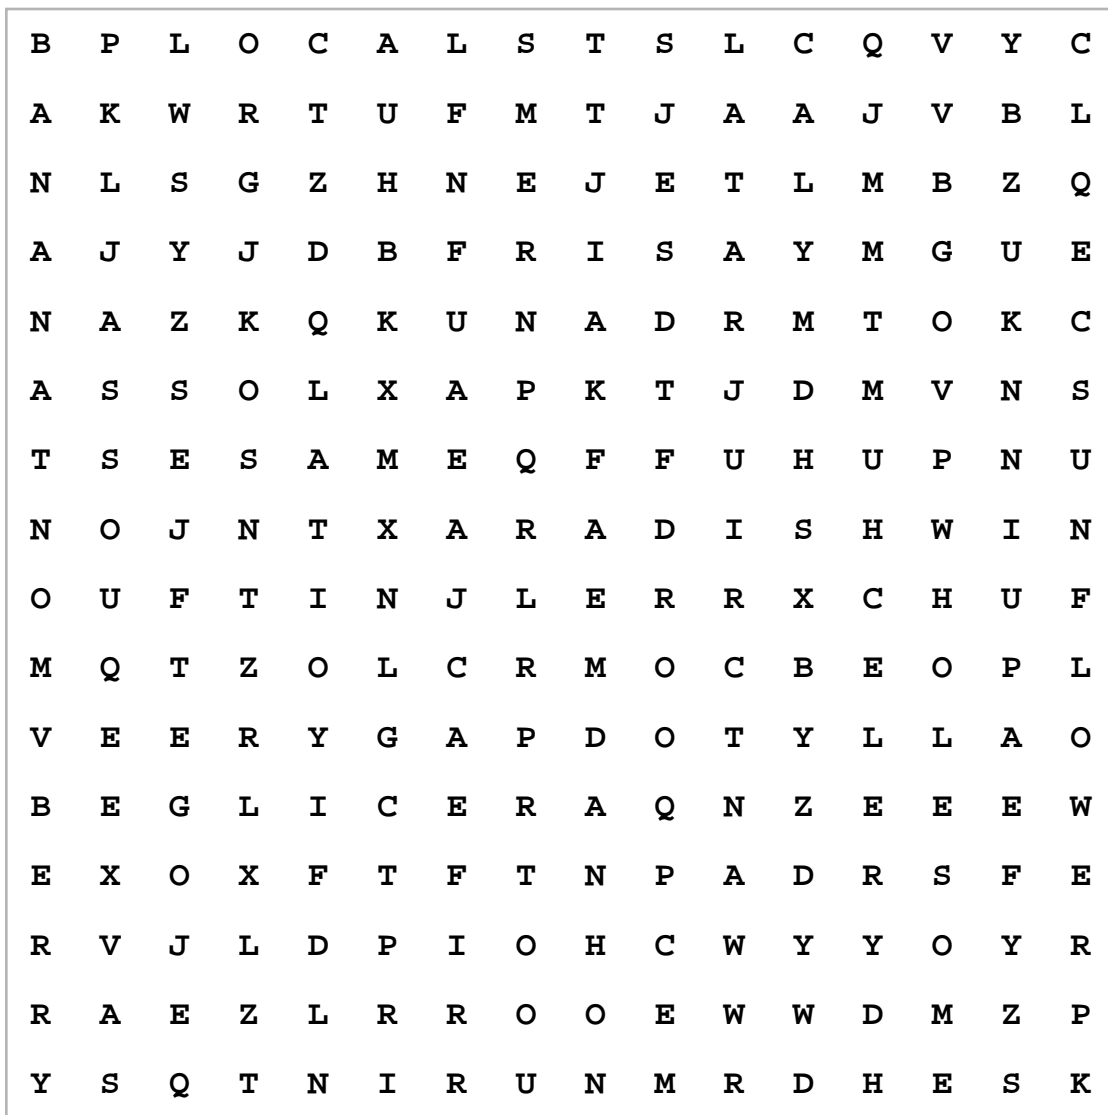 B P L O C A L S T S L C Q V Y C
A K W R T U F M T J A A J V B L
N L S G Z H N E J E T L M B Z Q
A J Y J D B F R I S A Y M G U E
N A Z K Q K U N A D R M T O K C
A S S O L X A P K T J D M V N S
T S E S A M E Q F F U H U P N U
N O J N T X A R A D I S H W I N
O U F T I N J L E R R X C H U F
M Q T Z O L C R M O C B E O P L
V E E R Y G A P D O T Y L L A O
B E G L I C E R A Q N Z E E E W
E X O X F T F T N P A D R S F E
R V J L D P I O H C W Y Y O Y R
R A E Z L R R O O E W W D M Z P
Y S Q T N I R U N M R D H E S K